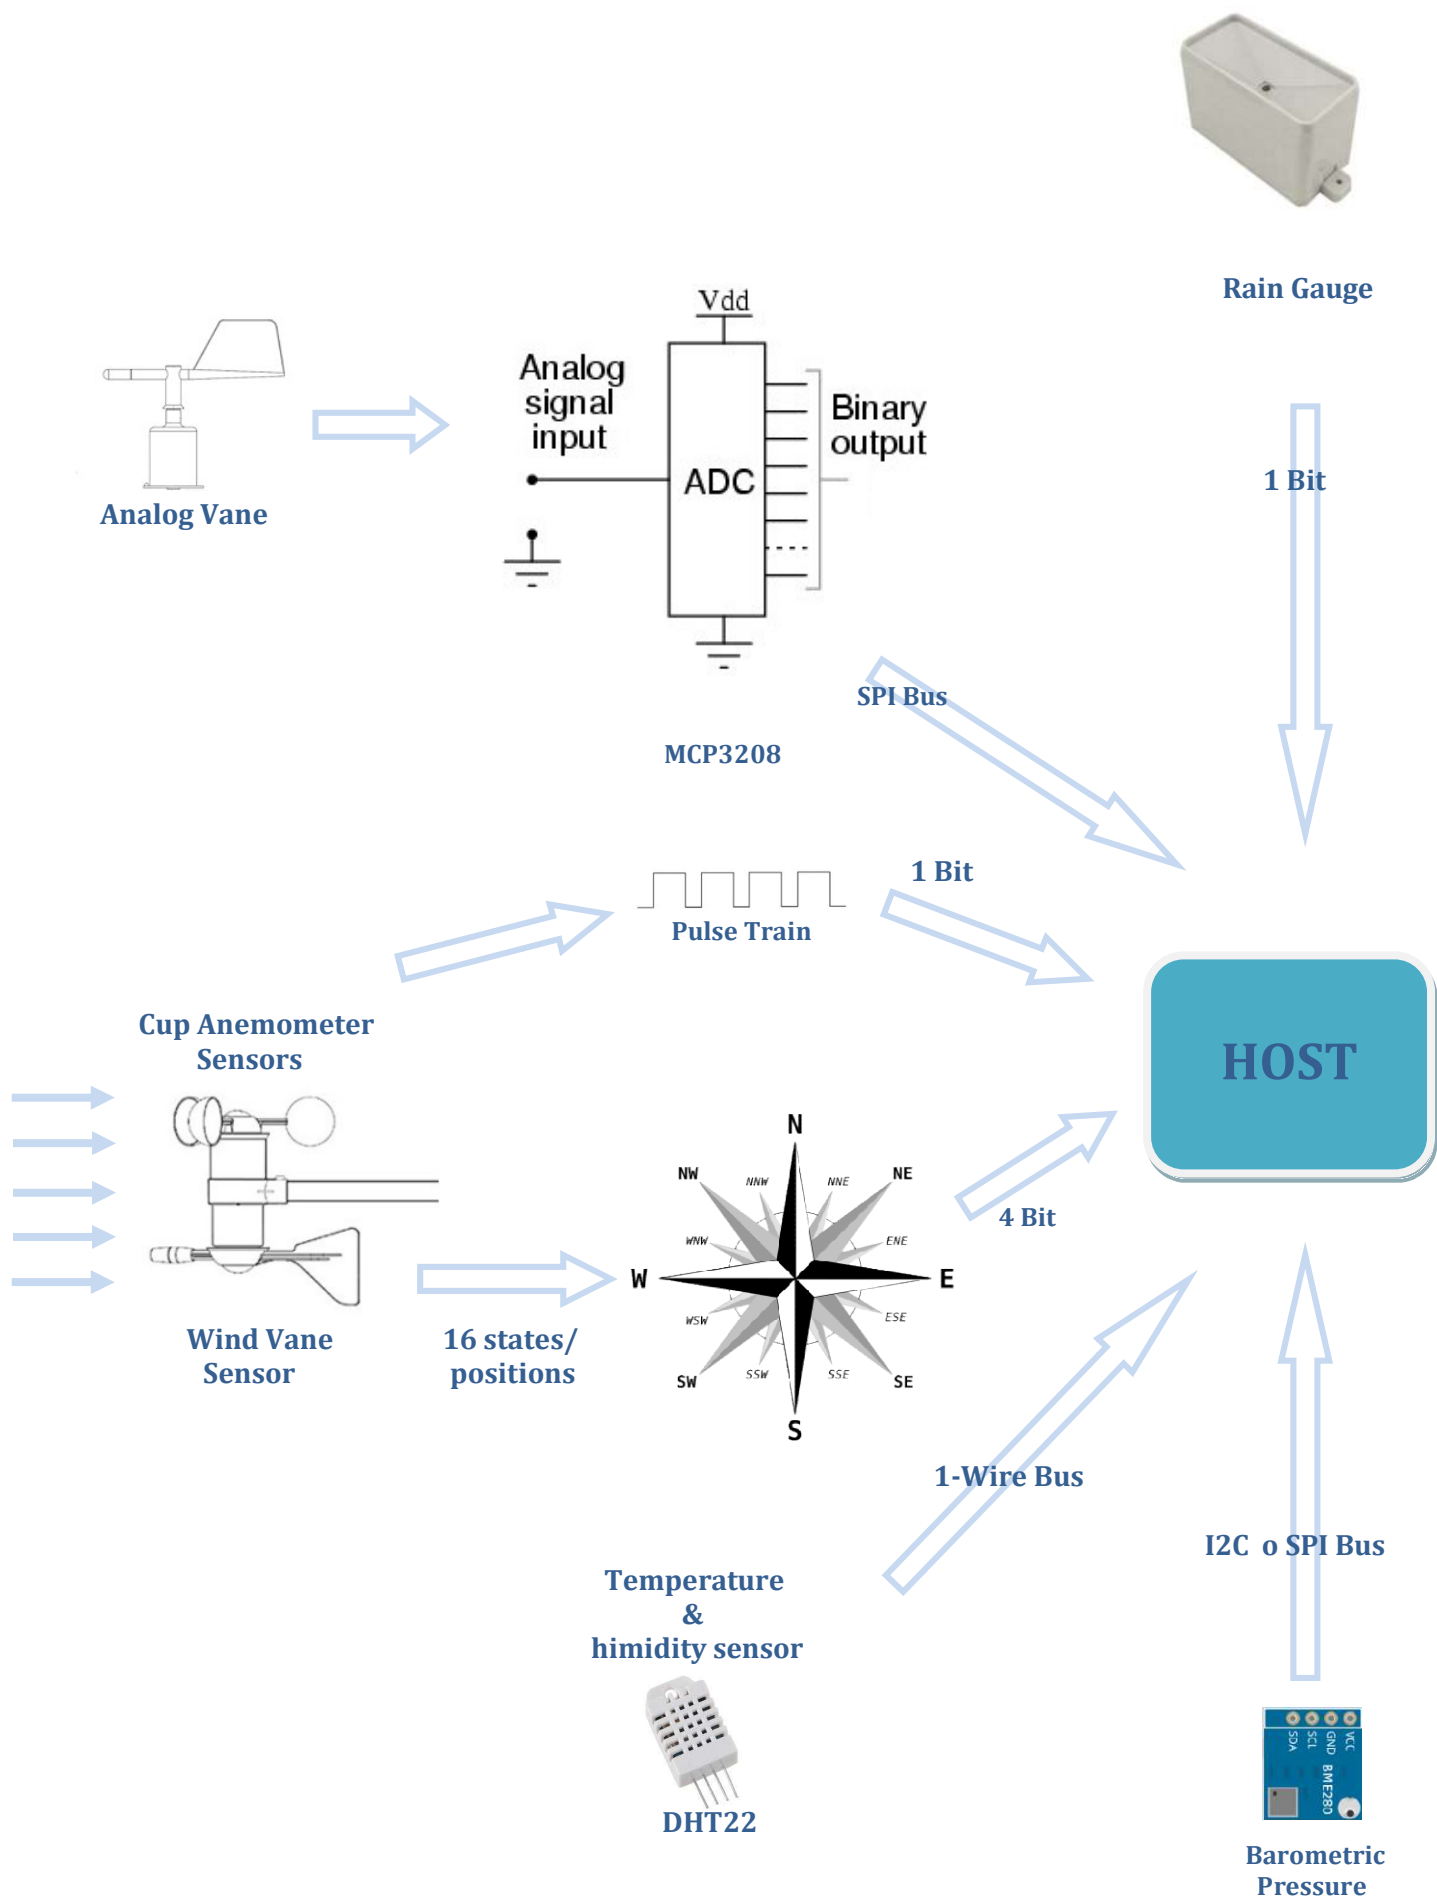 Rain Gauge
Vdd
Analog
signal
input
ADC
Binary
output
1 Bit
Analog Vane
SPI Bus
MCP3208
1 Bit
Pulse Train
HOST
Cup Anemometer
Sensors
N
NW
NNW
NNE
NE
WNW
ENE
W
E
WSW
ESE
SW
SSW
SSE
SE
S
4 Bit
Wind Vane
Sensor
16 states/
positions
1-Wire Bus
I2C o SPI Bus
Temperature
&
himidity sensor
DHT22
VCC
GND
SCL
SDA
BME280
Barometric
Pressure